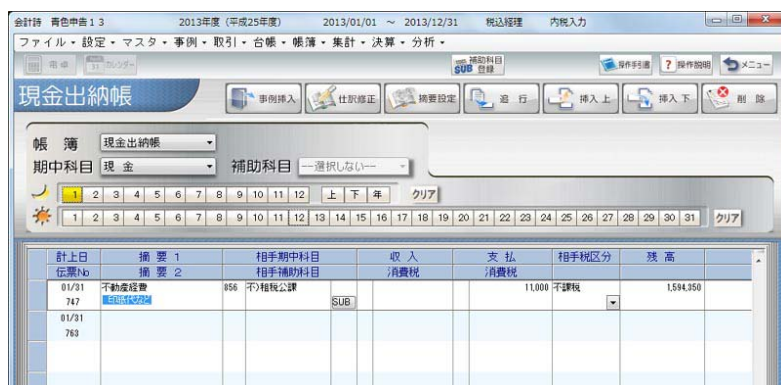 会計詩 青色申告13 2013年度（平成25年度） 2013/01/01 ～ 2013/12/31 税込経理 内税入力
ファイル・設定・マスタ・事例・取引・台帳・帳簿・集計・決算・分析・
電卓 カレンダー 補助科目 SUB 登録 操作手引書 ? 操作説明 メニュー
現金出納帳 事例挿入 仕訳修正 摘要設定 追 行 挿入上 挿入下 削 除
帳 簿 現金出納帳
期中科目 現 金 補助科目 ---選択しない---
1 2 3 4 5 6 7 8 9 10 11 12 上 下 年 クリア
1 2 3 4 5 6 7 8 9 10 11 12 13 14 15 16 17 18 19 20 21 22 23 24 25 26 27 28 29 30 31 クリア
計上日 摘 要 1 相手期中科目 収 入 支 払 相手税区分 残 高
伝票No 摘 要 2 相手補助科目 消費税 消費税
01/31 不動産経費 856 不)租税公課 11,000 不課税 1,594,350
747 印紙代など SUB
01/31
763